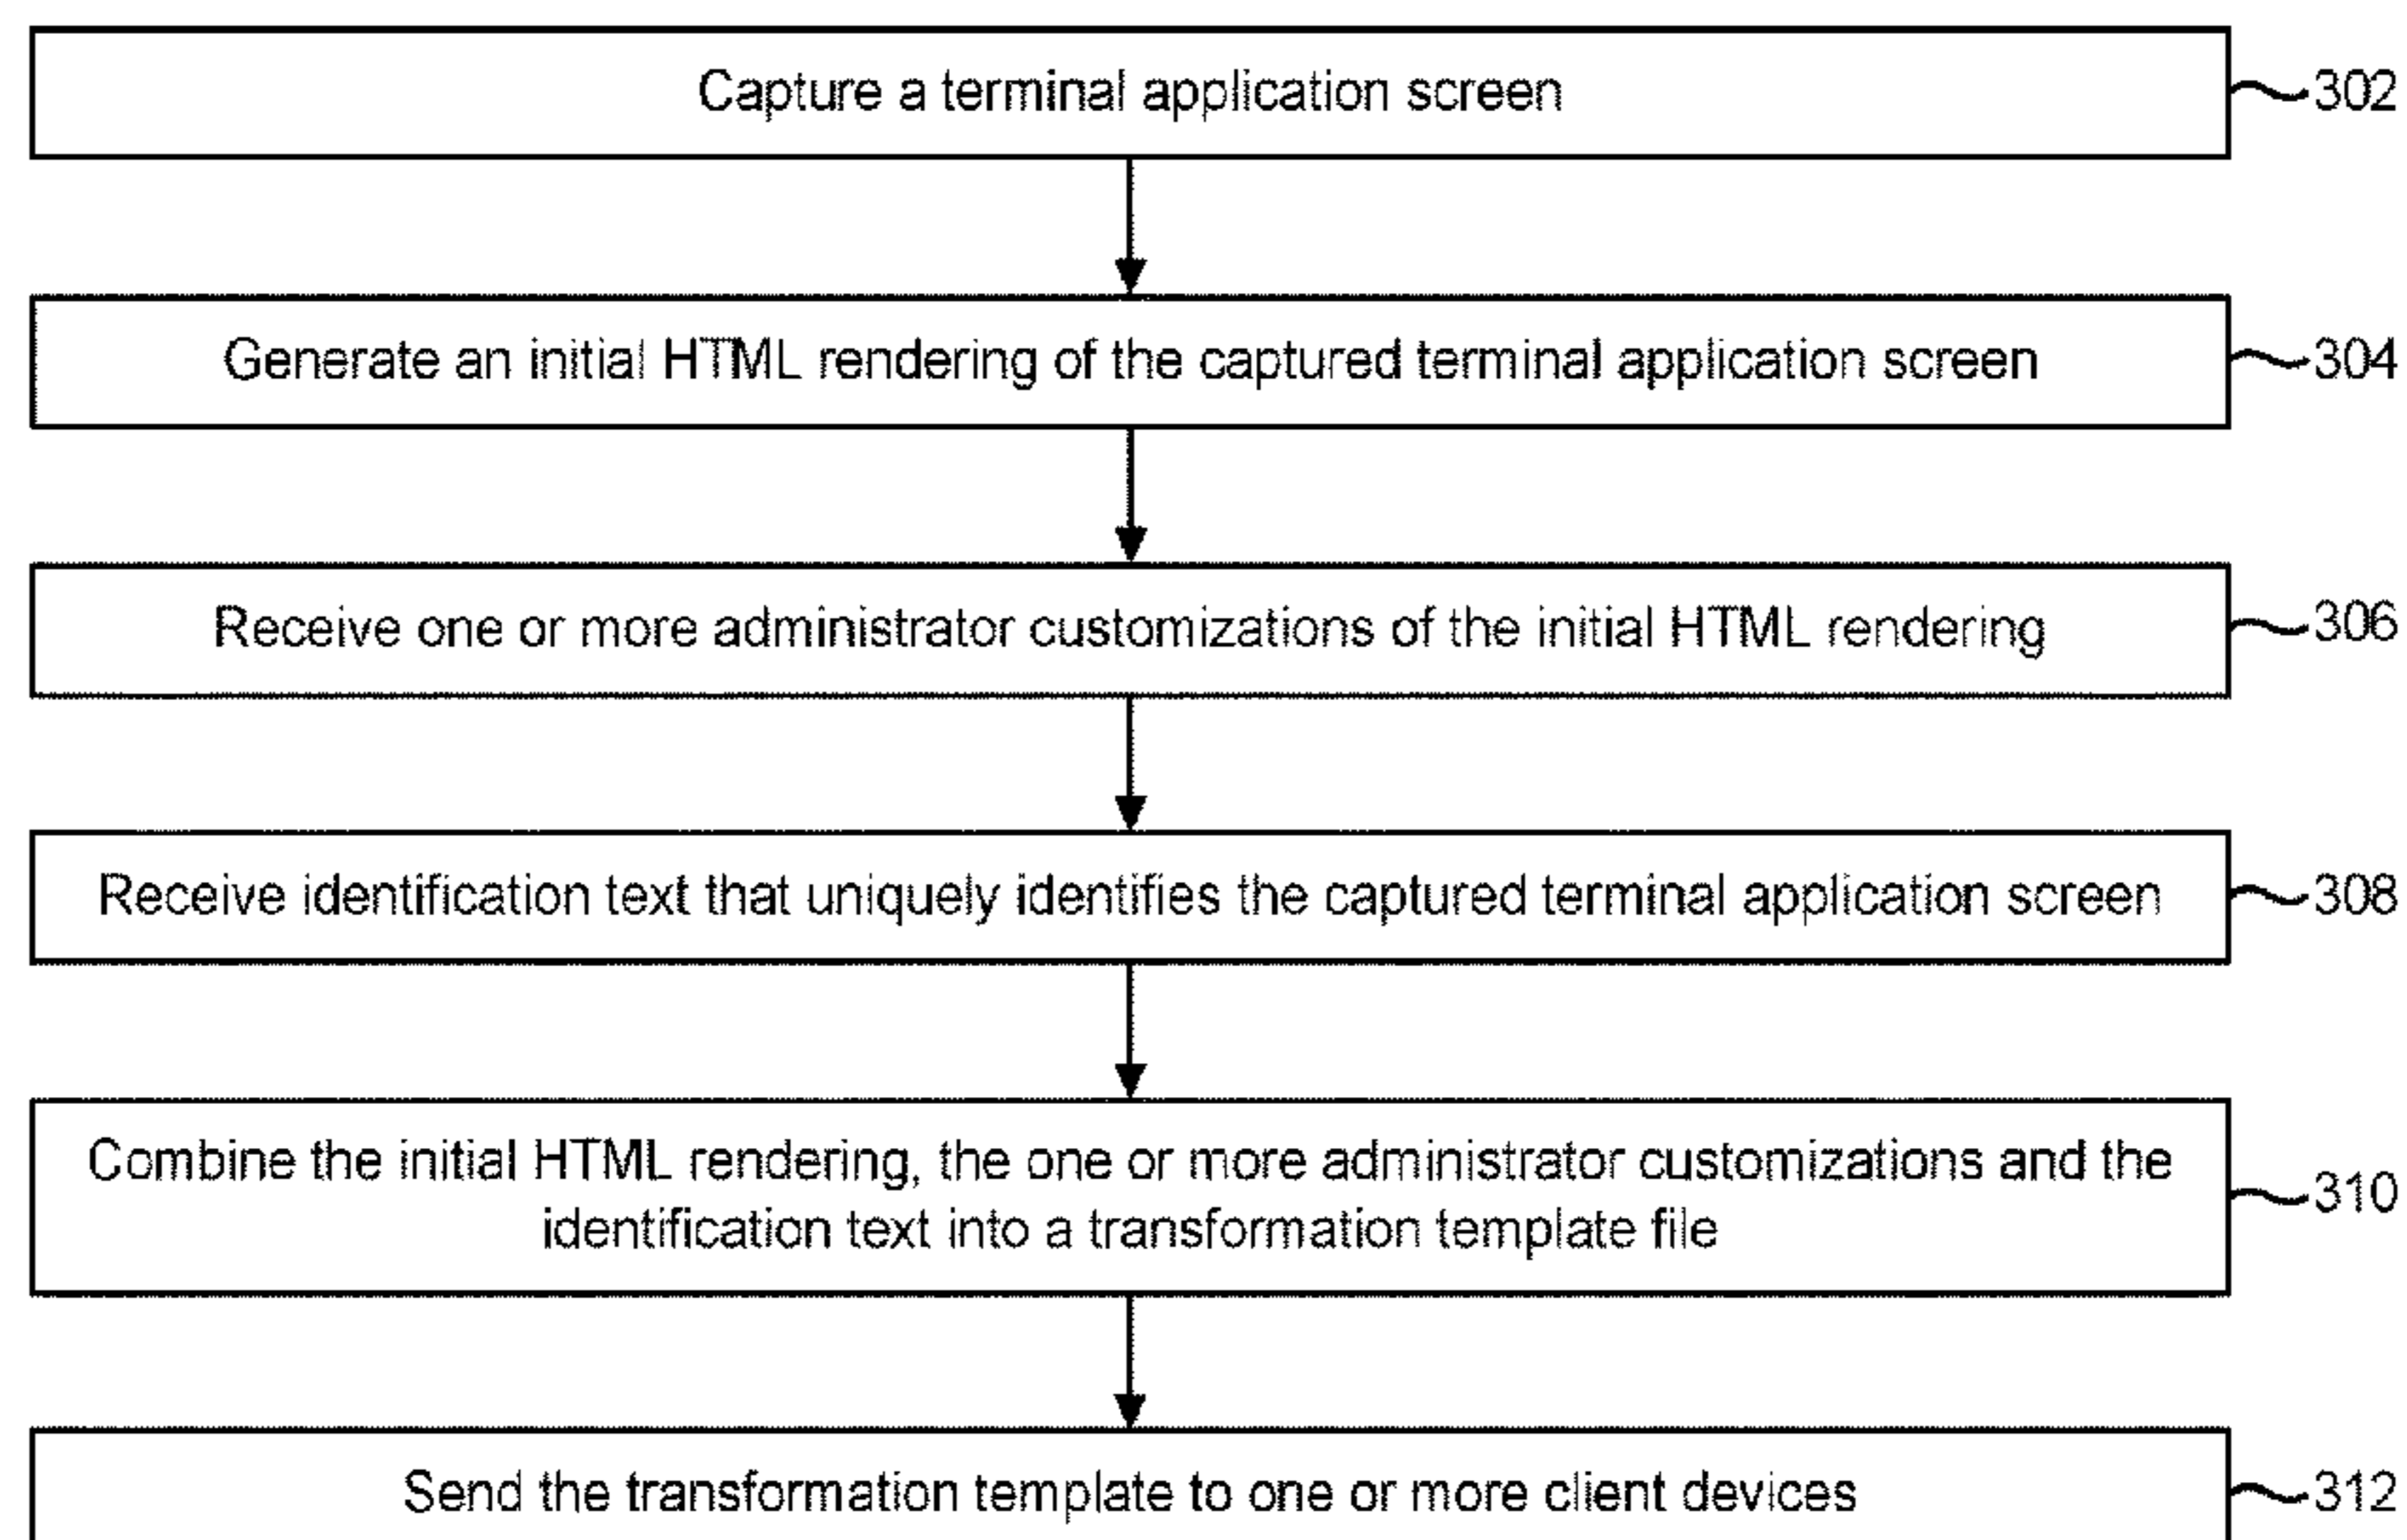 Capture a terminal application screen
302
Generate an initial HTML rendering of the captured terminal application screen
304
Receive one or more administrator customizations of the initial HTML rendering
306
Receive identification text that uniquely identifies the captured terminal application screen
308
Combine the initial HTML rendering, the one or more administrator customizations and the
identification text into a transformation template file
310
Send the transformation template to one or more client devices
312